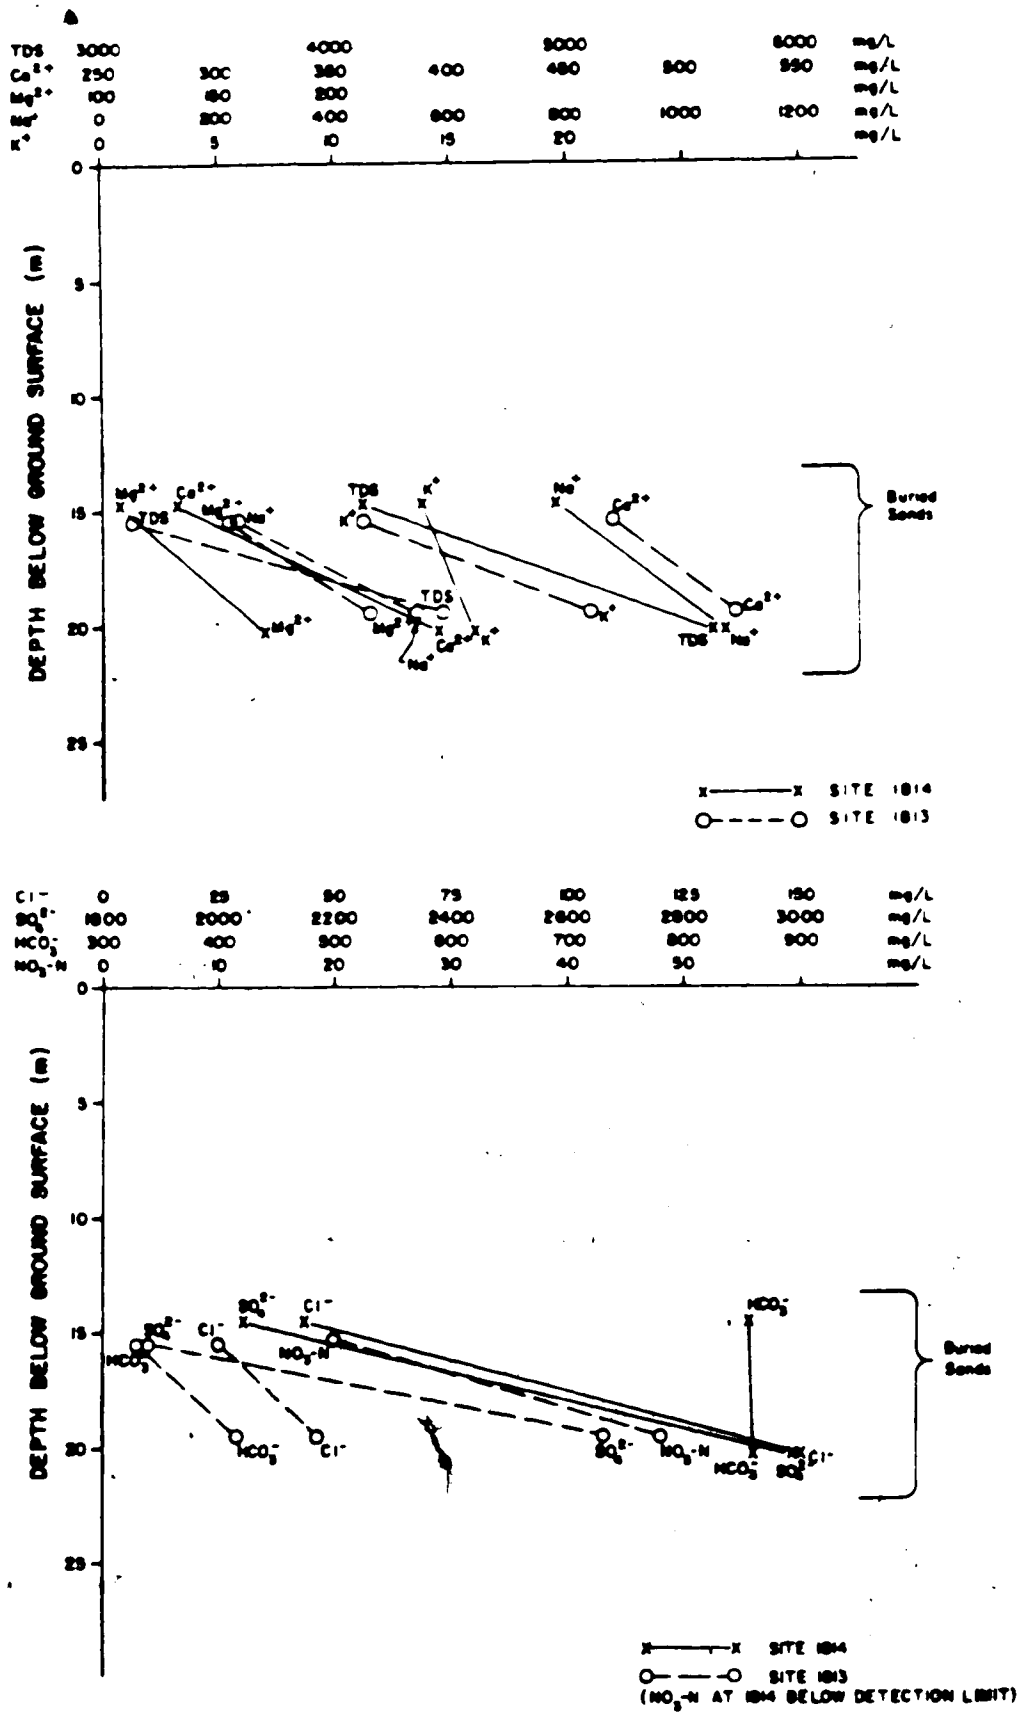 TDS 3000 4000 5000 6000 mg/L
Ca²⁺ 250 300 350 400 450 500 550 mg/L
Mg²⁺ 100 150 200 mg/L
Na⁺ 0 200 400 600 800 1000 1200 mg/L
K⁺ 0 5 10 15 20 mg/L
0
5
10
15
20
25
DEPTH BELOW GROUND SURFACE (m)
Mg²⁺ Ca²⁺ TDS K⁺ Na⁺
TDS Mg²⁺ Na⁺ K⁺ Ca²⁺
Buried
Sands
TDS K⁺ Ca²⁺
Mg²⁺ Mg²⁺ Ca²⁺ K⁺ TDS Na⁺
Na⁺
x———x SITE 1814
O–––O SITE 1813
Cl⁻ 0 25 50 75 100 125 150 mg/L
SO₄²⁻ 1800 2000 2200 2400 2600 2800 3000 mg/L
HCO₃⁻ 300 400 500 600 700 800 900 mg/L
NO₃-N 0 10 20 30 40 50 mg/L
0
5
10
15
20
25
DEPTH BELOW GROUND SURFACE (m)
SO₄²⁻ Cl⁻ HCO₃⁻
SO₄²⁻ Cl⁻
HCO₃⁻ NO₃-N
Buried
Sands
HCO₃⁻ Cl⁻ SO₄²⁻ NO₃-N HCO₃⁻ SO₄²⁻ Cl⁻
x———x SITE 1814
O–––O SITE 1813
(NO₃-N AT 1814 BELOW DETECTION LIMIT)